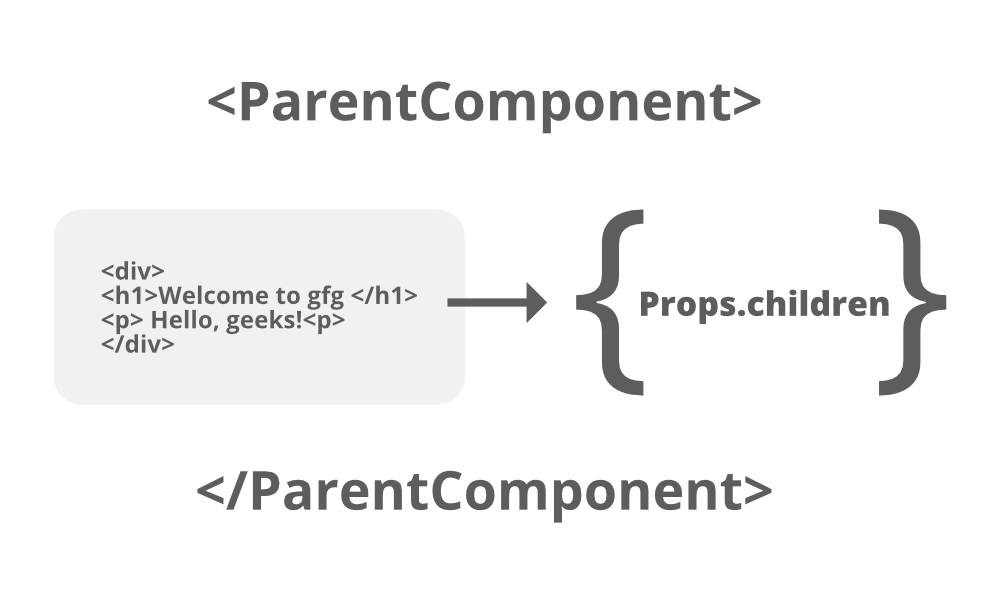 <ParentComponent>
<div>
<h1>Welcome to gfg </h1>
<p> Hello, geeks!<p>
</div>
{Props.children}
</ParentComponent>